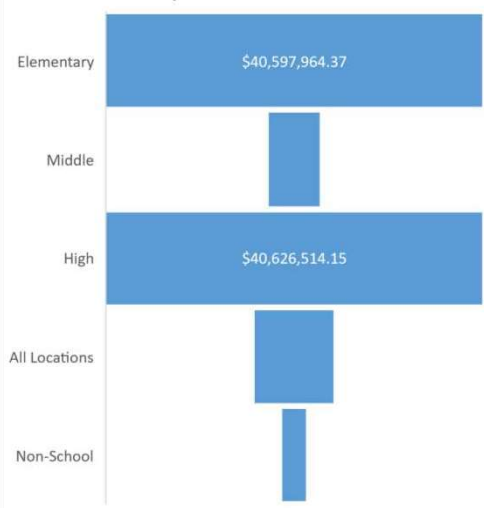 Elementary
$40,597,964.37
Middle
High
$40,626,514.15
All Locations
Non-School